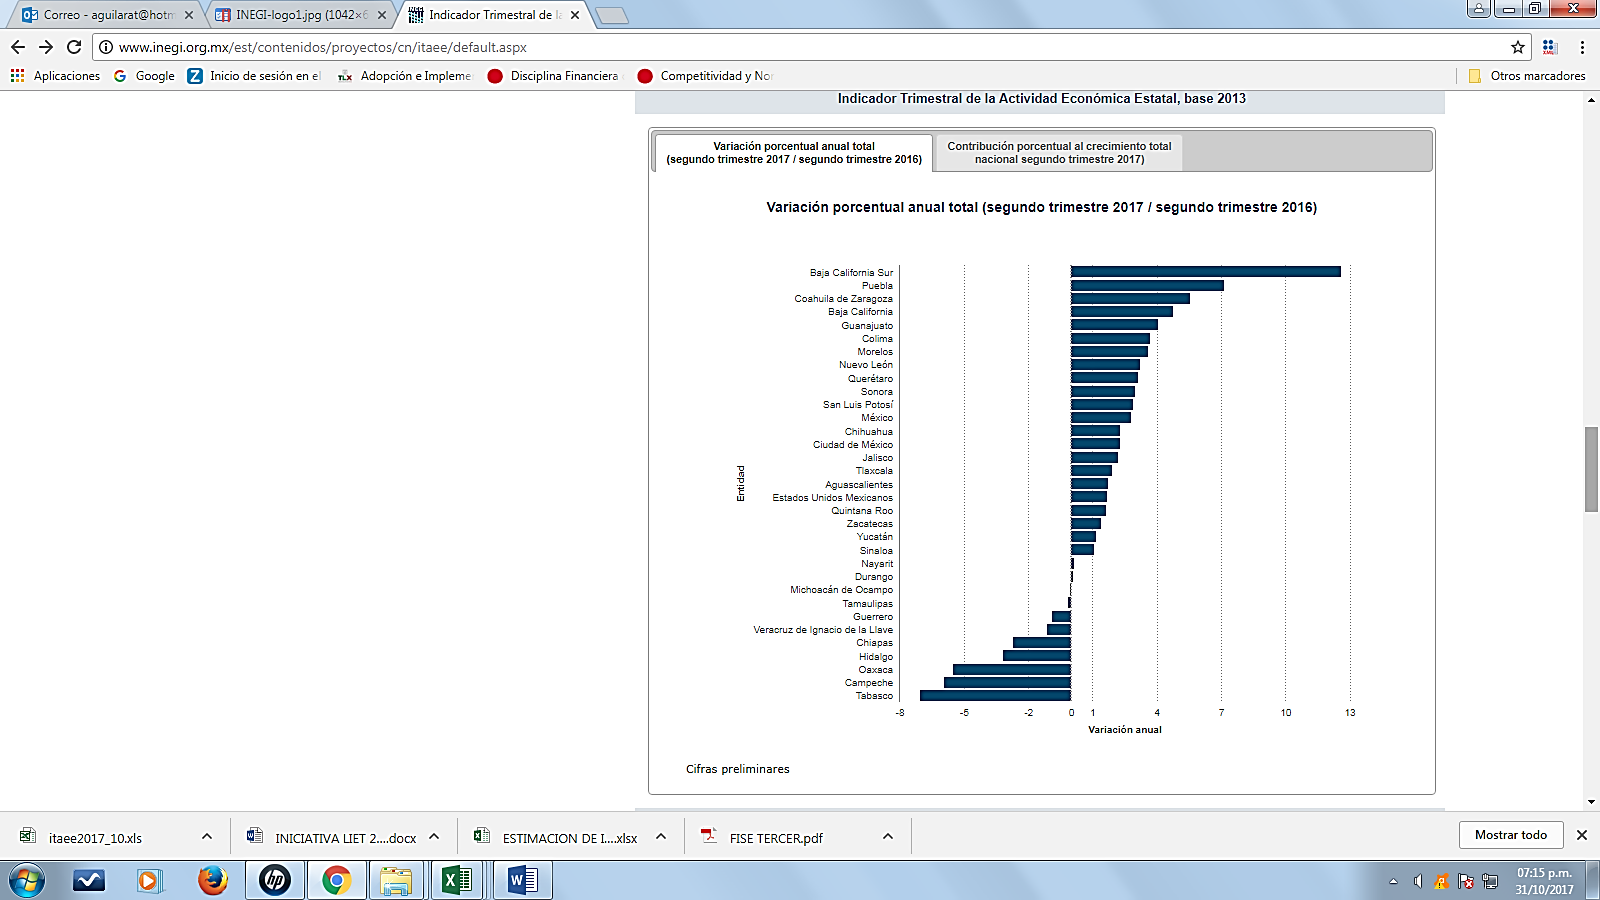 Correo - aguilarat@hotm
INEGI-logo1.jpg (1042×6
Indicador Trimestral de la
www.inegi.org.mx/est/contenidos/proyectos/cn/itaee/default.aspx
Aplicaciones
Google
Inicio de sesión en el
Adopción e Impleme
Disciplina Financiera
Competitividad y Nor
Otros marcadores
Indicador Trimestral de la Actividad Económica Estatal, base 2013
Variación porcentual anual total
(segundo trimestre 2017 / segundo trimestre 2016)
Contribución porcentual al crecimiento total
nacional segundo trimestre 2017)
Variación porcentual anual total (segundo trimestre 2017 / segundo trimestre 2016)
Entidad
Baja California Sur
Puebla
Coahuila de Zaragoza
Baja California
Guanajuato
Colima
Morelos
Nuevo León
Querétaro
Sonora
San Luis Potosí
México
Chihuahua
Ciudad de México
Jalisco
Tlaxcala
Aguascalientes
Estados Unidos Mexicanos
Quintana Roo
Zacatecas
Yucatán
Sinaloa
Nayarit
Durango
Michoacán de Ocampo
Tamaulipas
Guerrero
Veracruz de Ignacio de la Llave
Chiapas
Hidalgo
Oaxaca
Campeche
Tabasco
-8 -5 -2 0 1 4 7 10 13
Variación anual
Cifras preliminares
itaee2017_10.xls
INICIATIVA LIET 2....docx
ESTIMACION DE I....xlsx
FISE TERCER.pdf
Mostrar todo
07:15 p.m.
31/10/2017